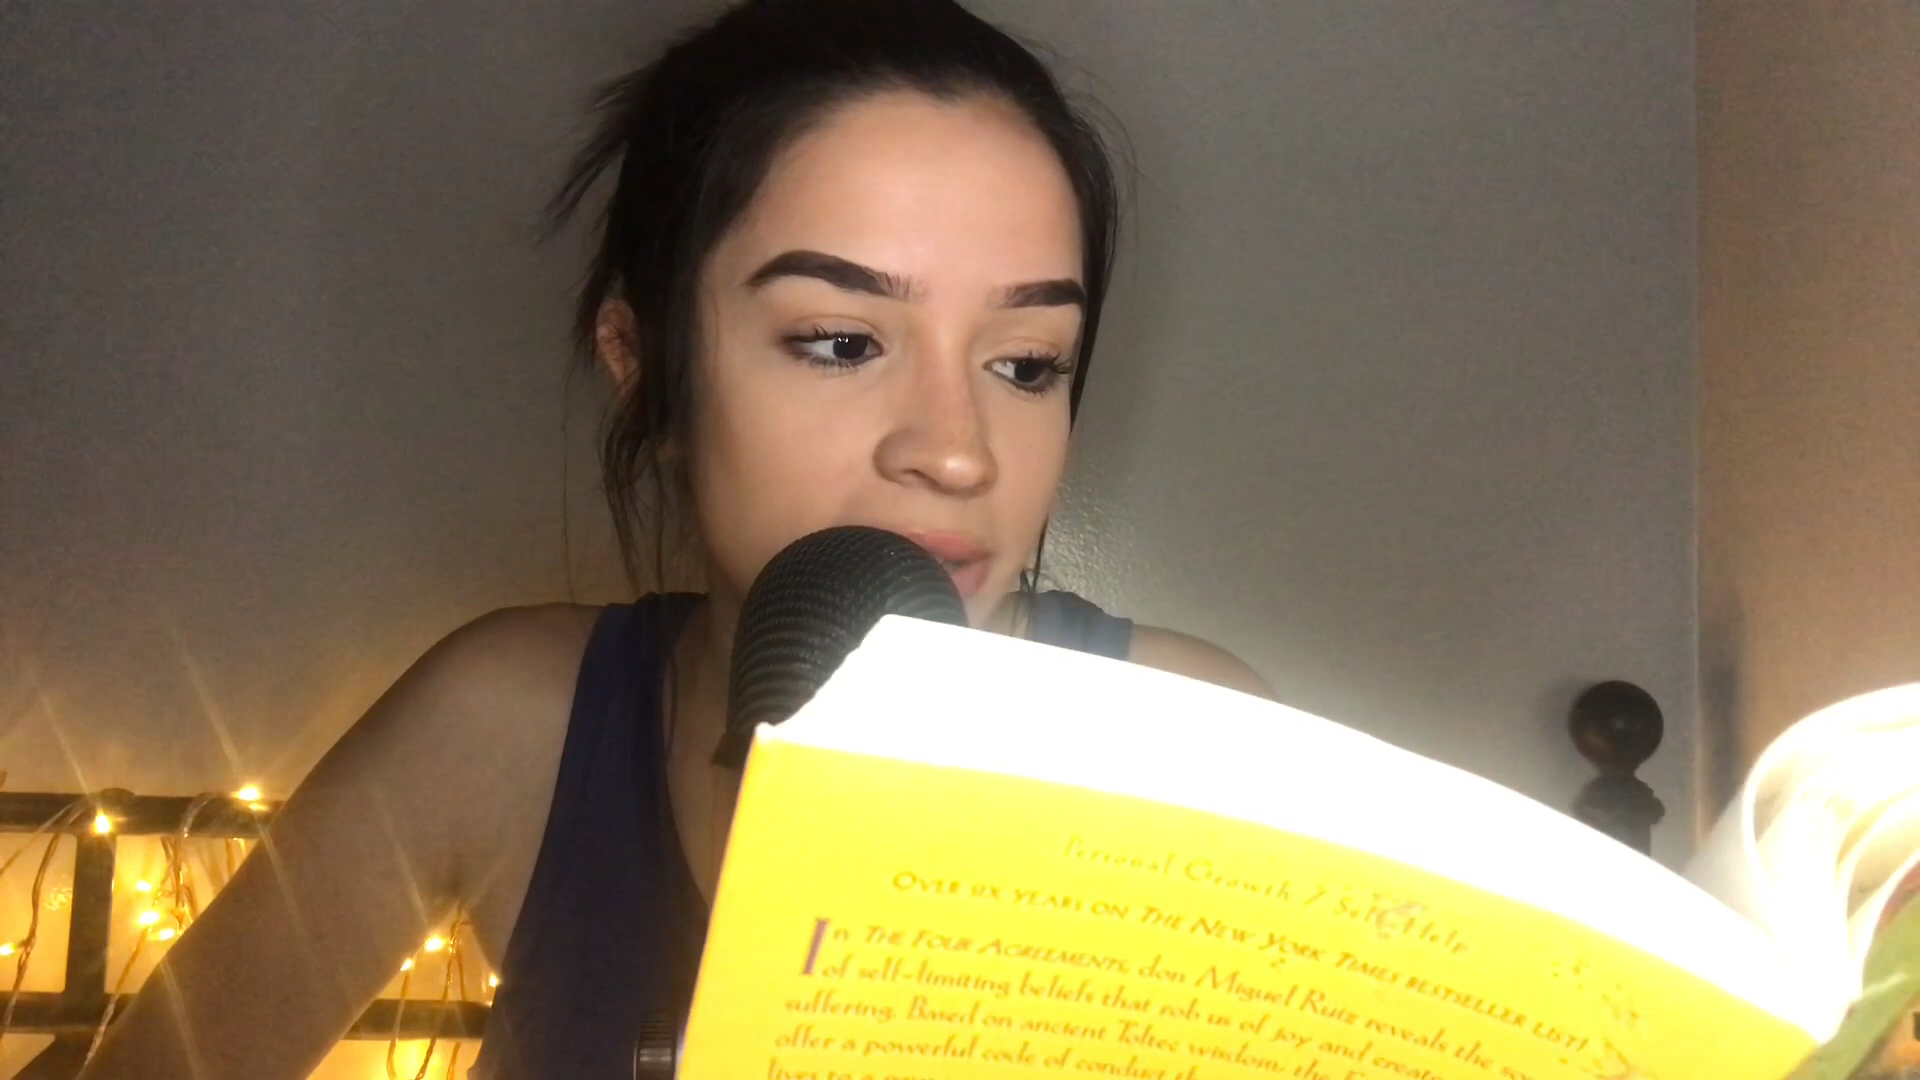 Personal Growth / Self-Help
OVER SIX YEARS ON THE NEW YORK TIMES BESTSELLER LIST!
In THE FOUR AGREEMENTS, don Miguel Ruiz reveals the
of self-limiting beliefs that rob us of joy and create
suffering. Based on ancient Toltec wisdom, the
offer a powerful code of conduct
lives to a